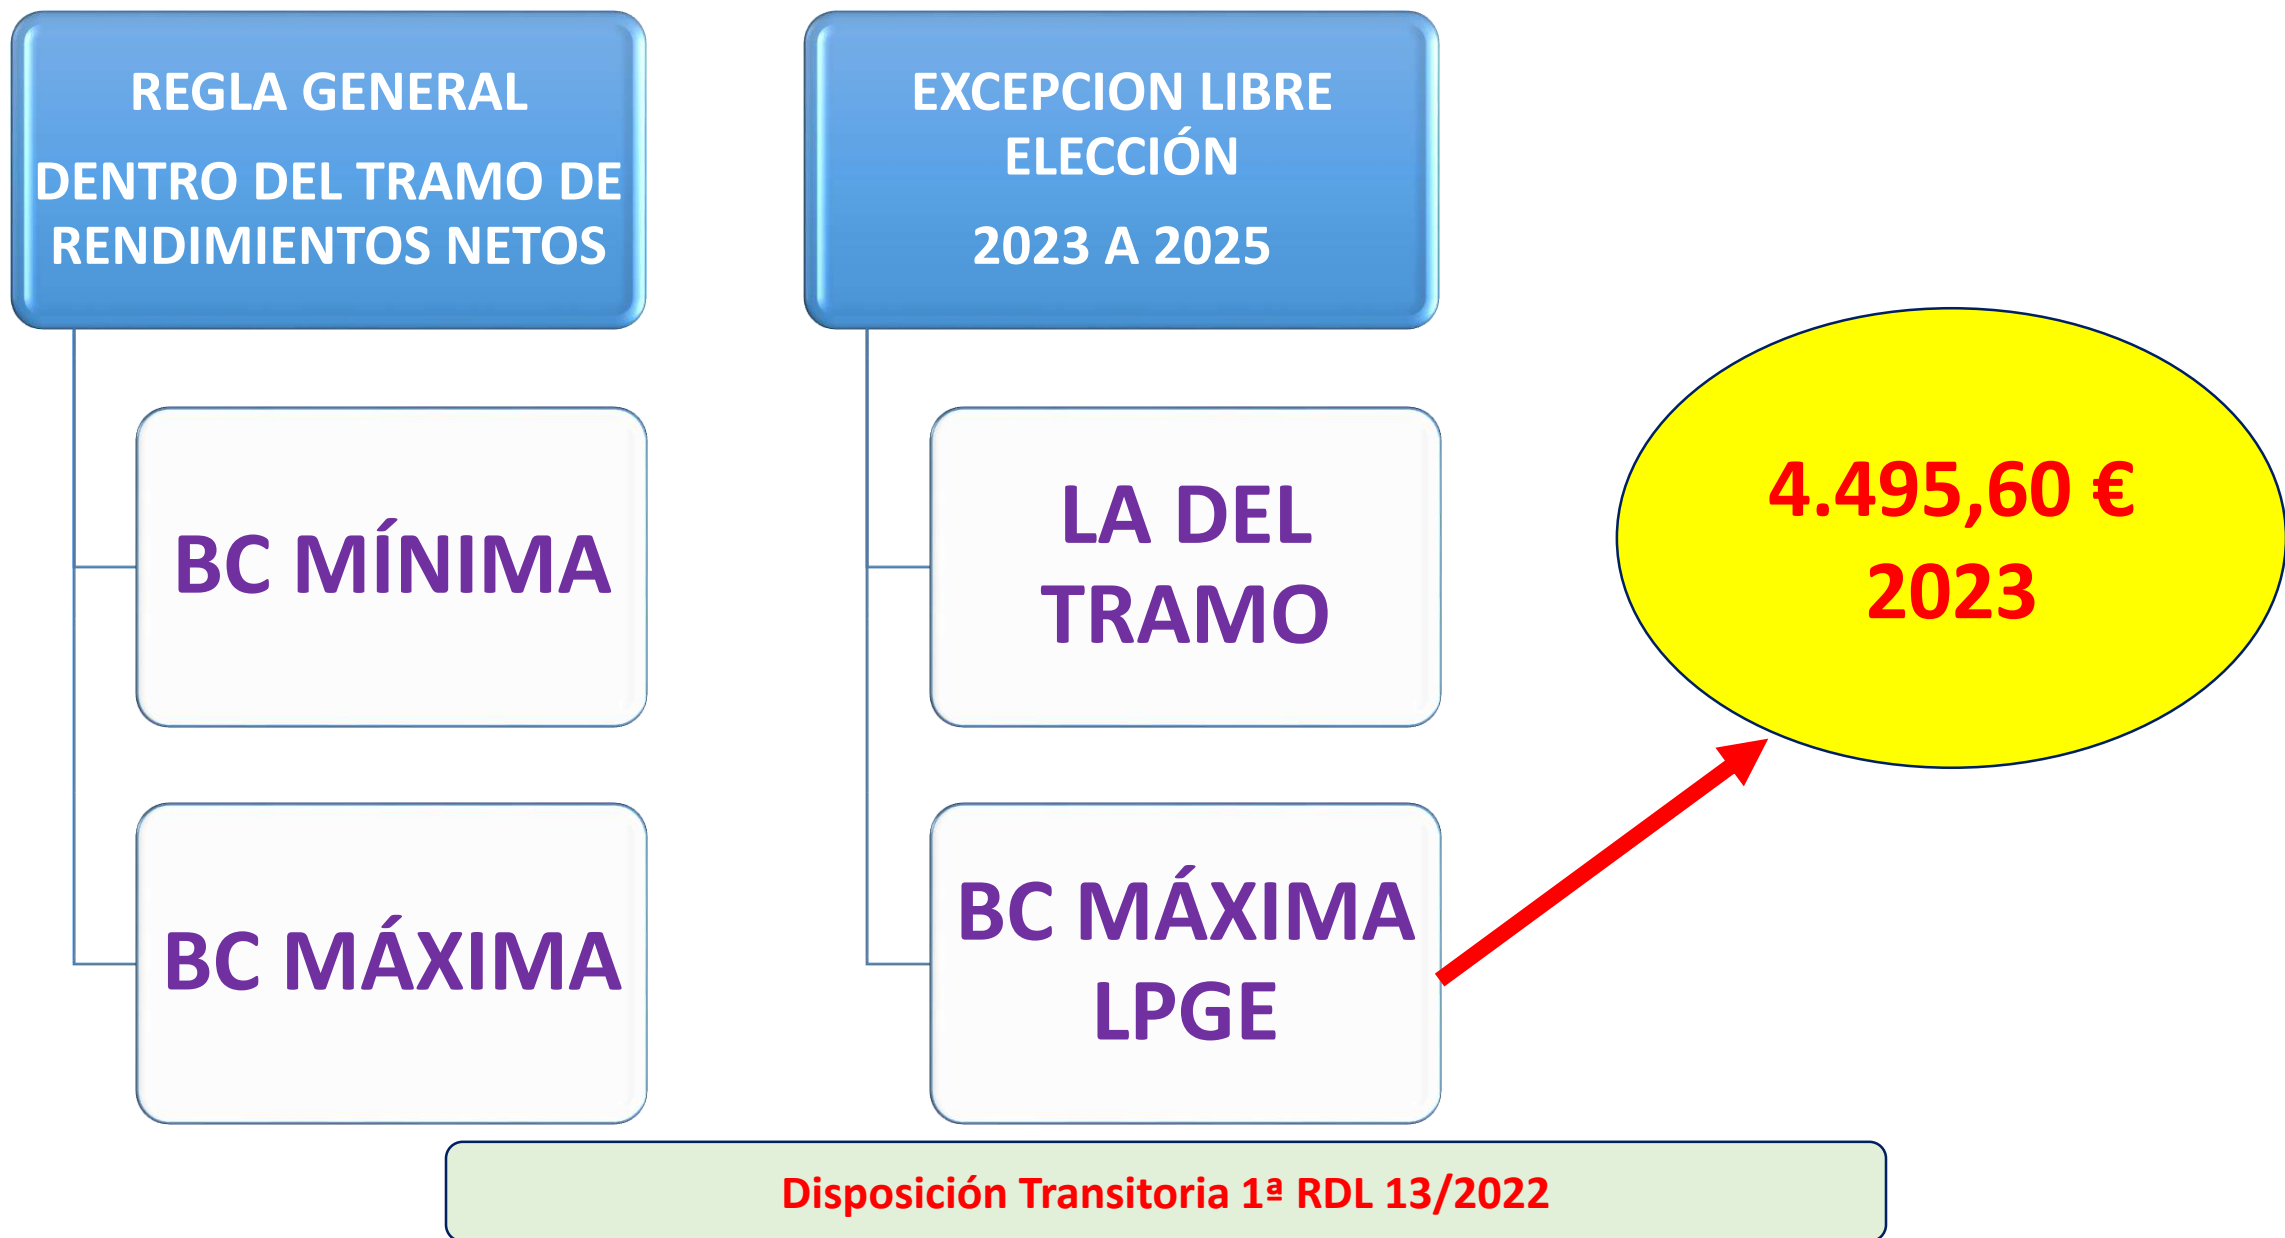 REGLA GENERAL
DENTRO DEL TRAMO DE
RENDIMIENTOS NETOS
BC MÍNIMA
BC MÁXIMA
EXCEPCION LIBRE
ELECCIÓN
2023 A 2025
LA DEL
TRAMO
BC MÁXIMA
LPGE
4.495,60 €
2023
Disposición Transitoria 1ª RDL 13/2022